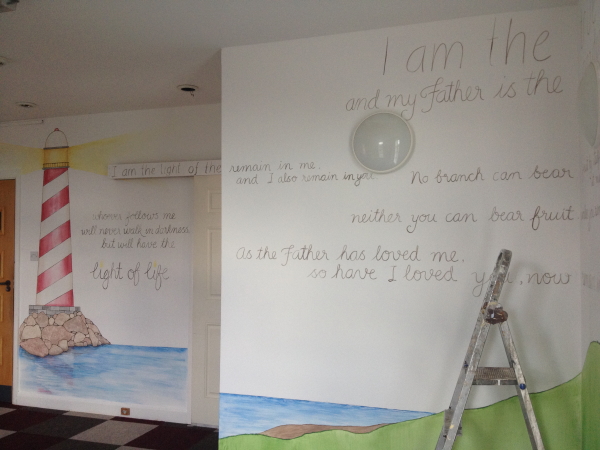 I am the Light of the
whoever follows me
will never walk in darkness
but will have the
light of life
I am the
and my Father is the
remain in me,
and I also remain in you
No branch can bear
neither you can bear fruit
As the Father has loved me,
so have I loved you, now